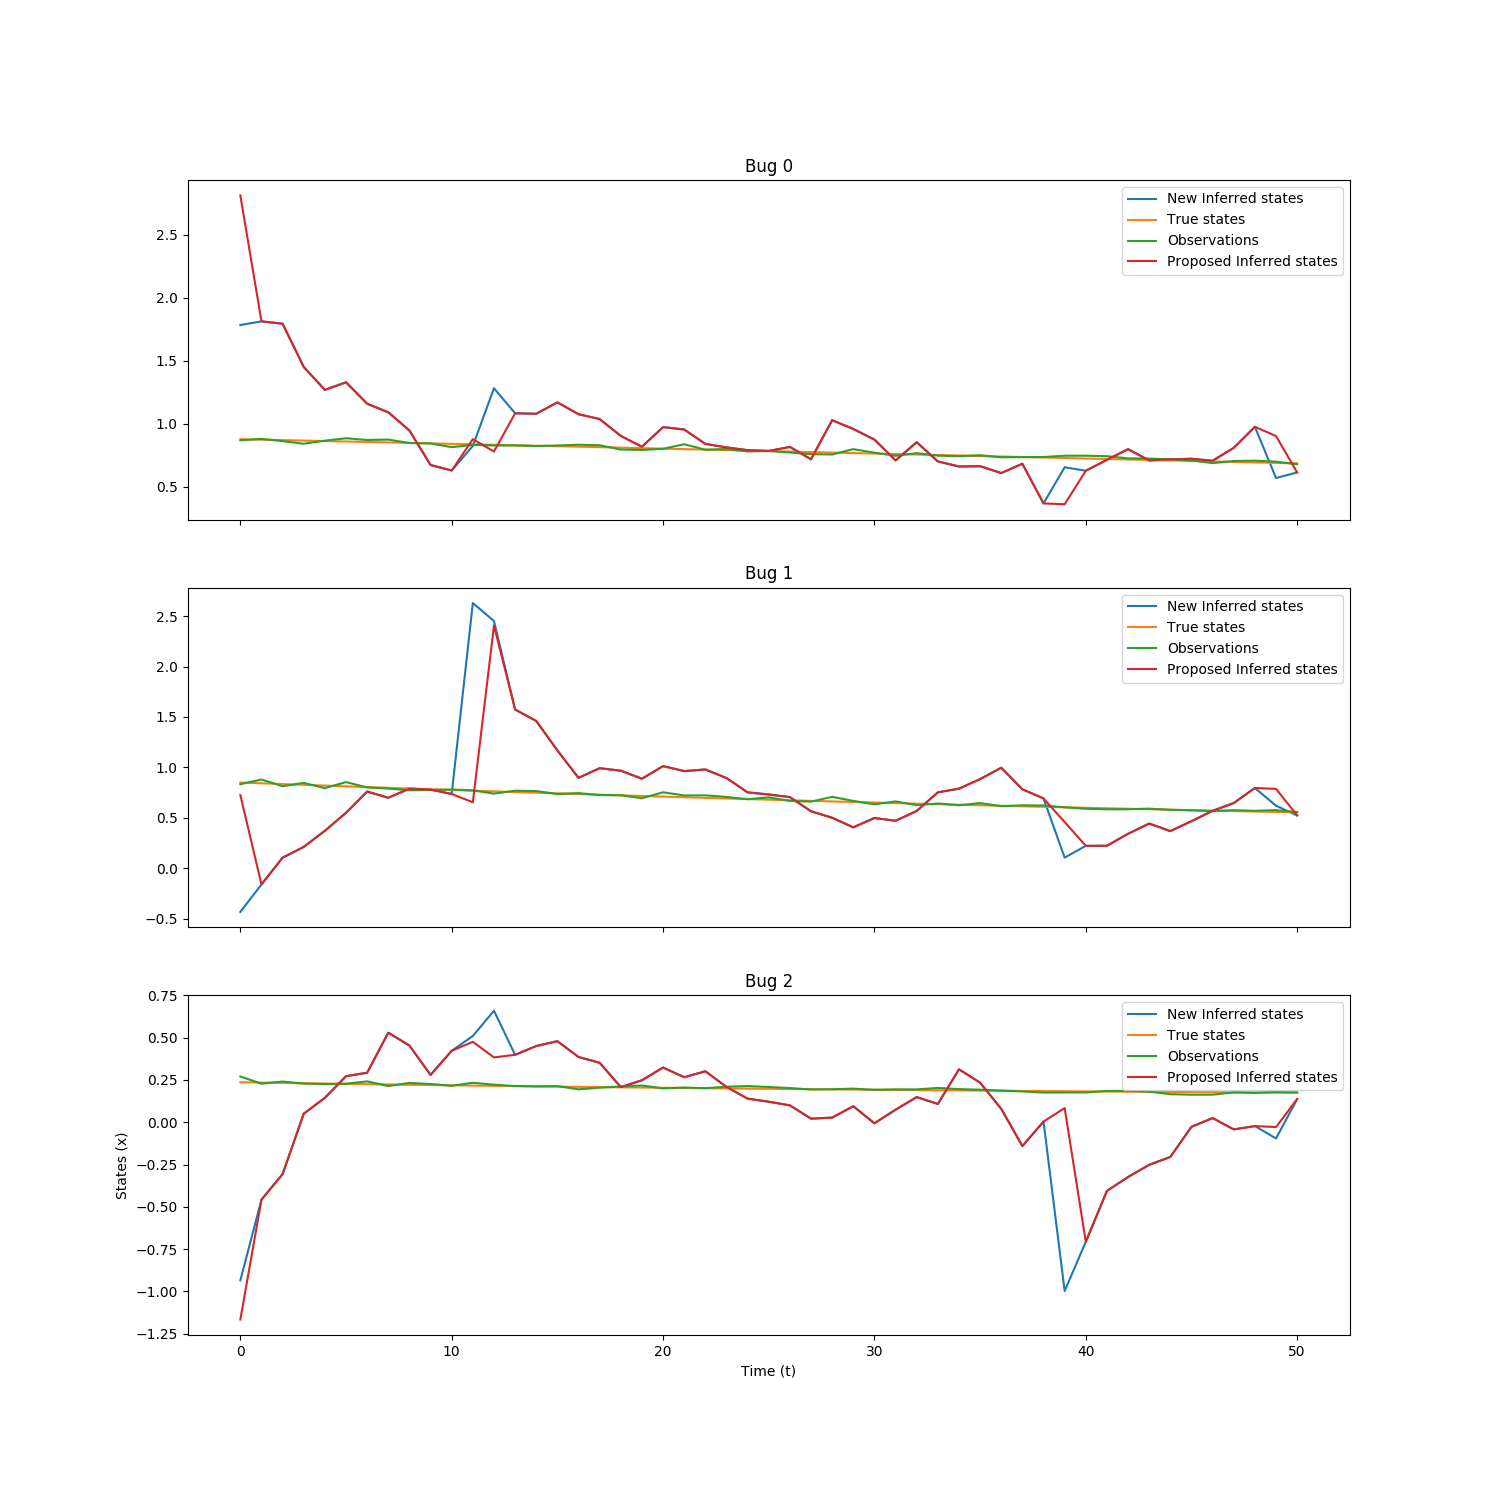 Bug 0
2.5
2.0
1.5
1.0
0.5
New Inferred states
True states
Observations
Proposed Inferred states
Bug 1
2.5
2.0
1.5
1.0
0.5
0.0
−0.5
New Inferred states
True states
Observations
Proposed Inferred states
Bug 2
0.75
0.50
0.25
0.00
−0.25
−0.50
−0.75
−1.00
−1.25
States (x)
New Inferred states
True states
Observations
Proposed Inferred states
0 10 20 30 40 50
Time (t)